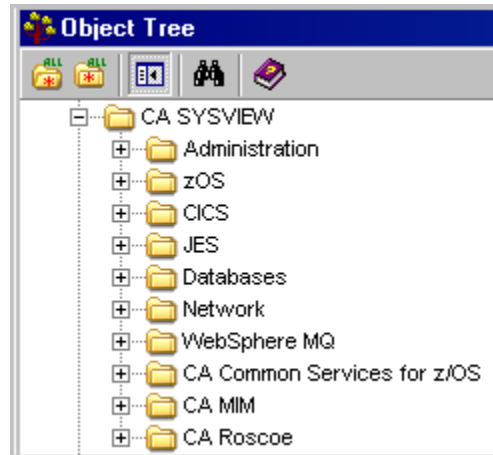 Object Tree
ALL ALL
CA SYSVIEW
Administration
zOS
CICS
JES
Databases
Network
WebSphere MQ
CA Common Services for z/OS
CA MIM
CA Roscoe